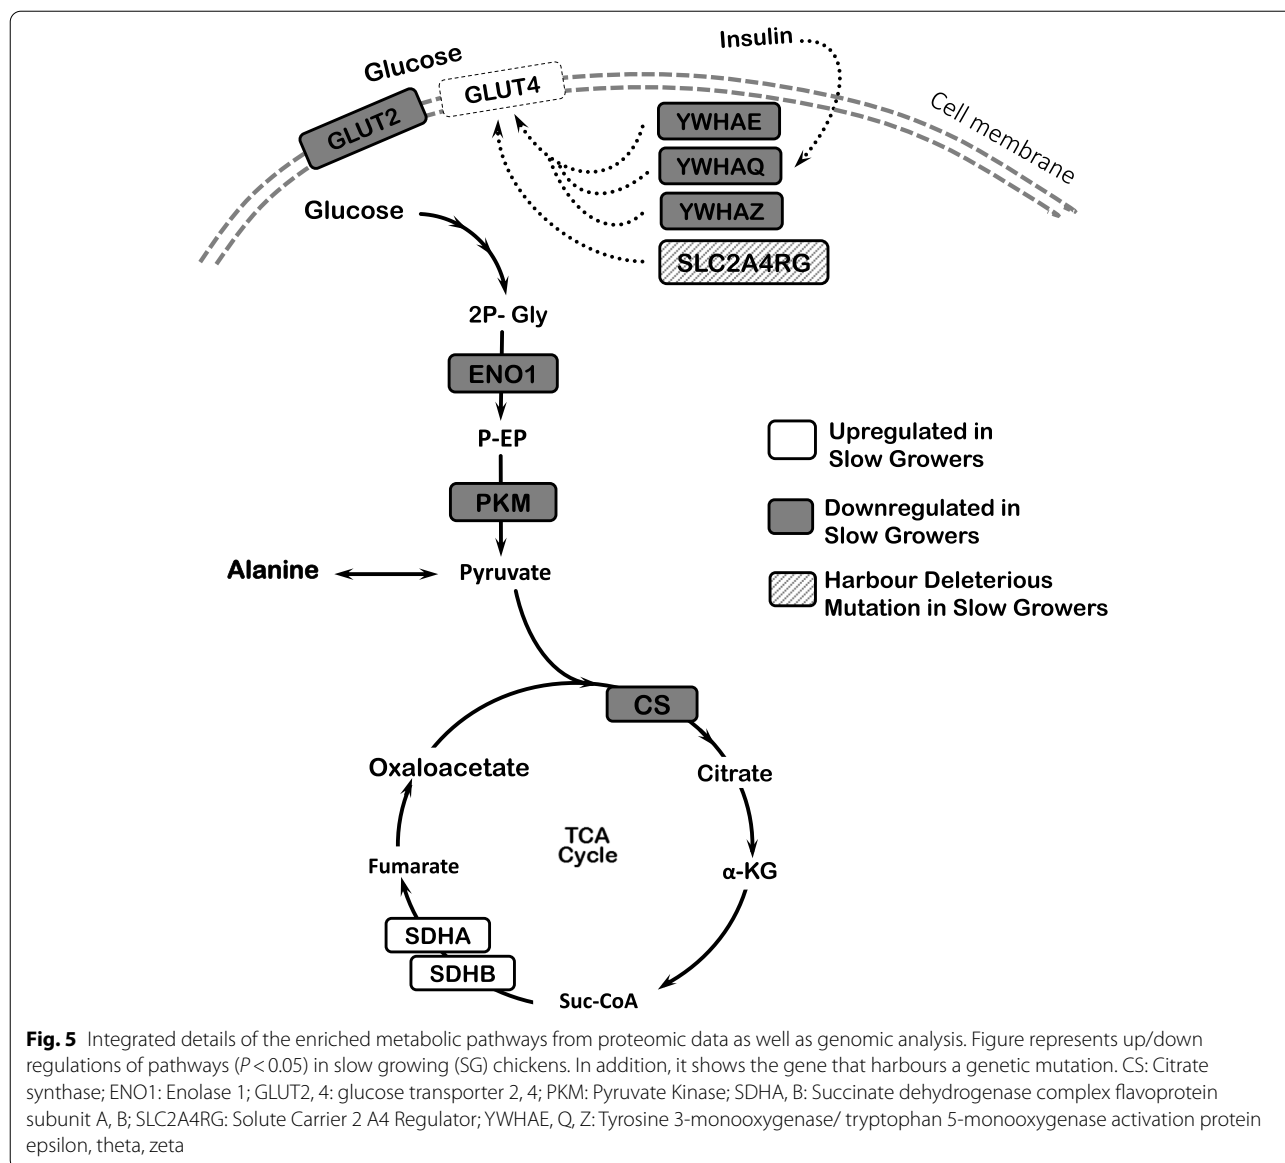 Insulin
Glucose
GLUT4
GLUT2
YWHAE
Cell membrane
YWHAQ
YWHAZ
Glucose
SLC2A4RG
2P- Gly
ENO1
P-EP
Upregulated in
Slow Growers
PKM
Downregulated in
Slow Growers
Alanine
Pyruvate
Harbour Deleterious
Mutation in Slow Growers
CS
Oxaloacetate
Citrate
TCA
Cycle
Fumarate
α-KG
SDHA
SDHB
Suc-CoA
Fig. 5 Integrated details of the enriched metabolic pathways from proteomic data as well as genomic analysis. Figure represents up/down
regulations of pathways (P < 0.05) in slow growing (SG) chickens. In addition, it shows the gene that harbours a genetic mutation. CS: Citrate
synthase; ENO1: Enolase 1; GLUT2, 4: glucose transporter 2, 4; PKM: Pyruvate Kinase; SDHA, B: Succinate dehydrogenase complex flavoprotein
subunit A, B; SLC2A4RG: Solute Carrier 2 A4 Regulator; YWHAE, Q, Z: Tyrosine 3-monooxygenase/ tryptophan 5-monooxygenase activation protein
epsilon, theta, zeta